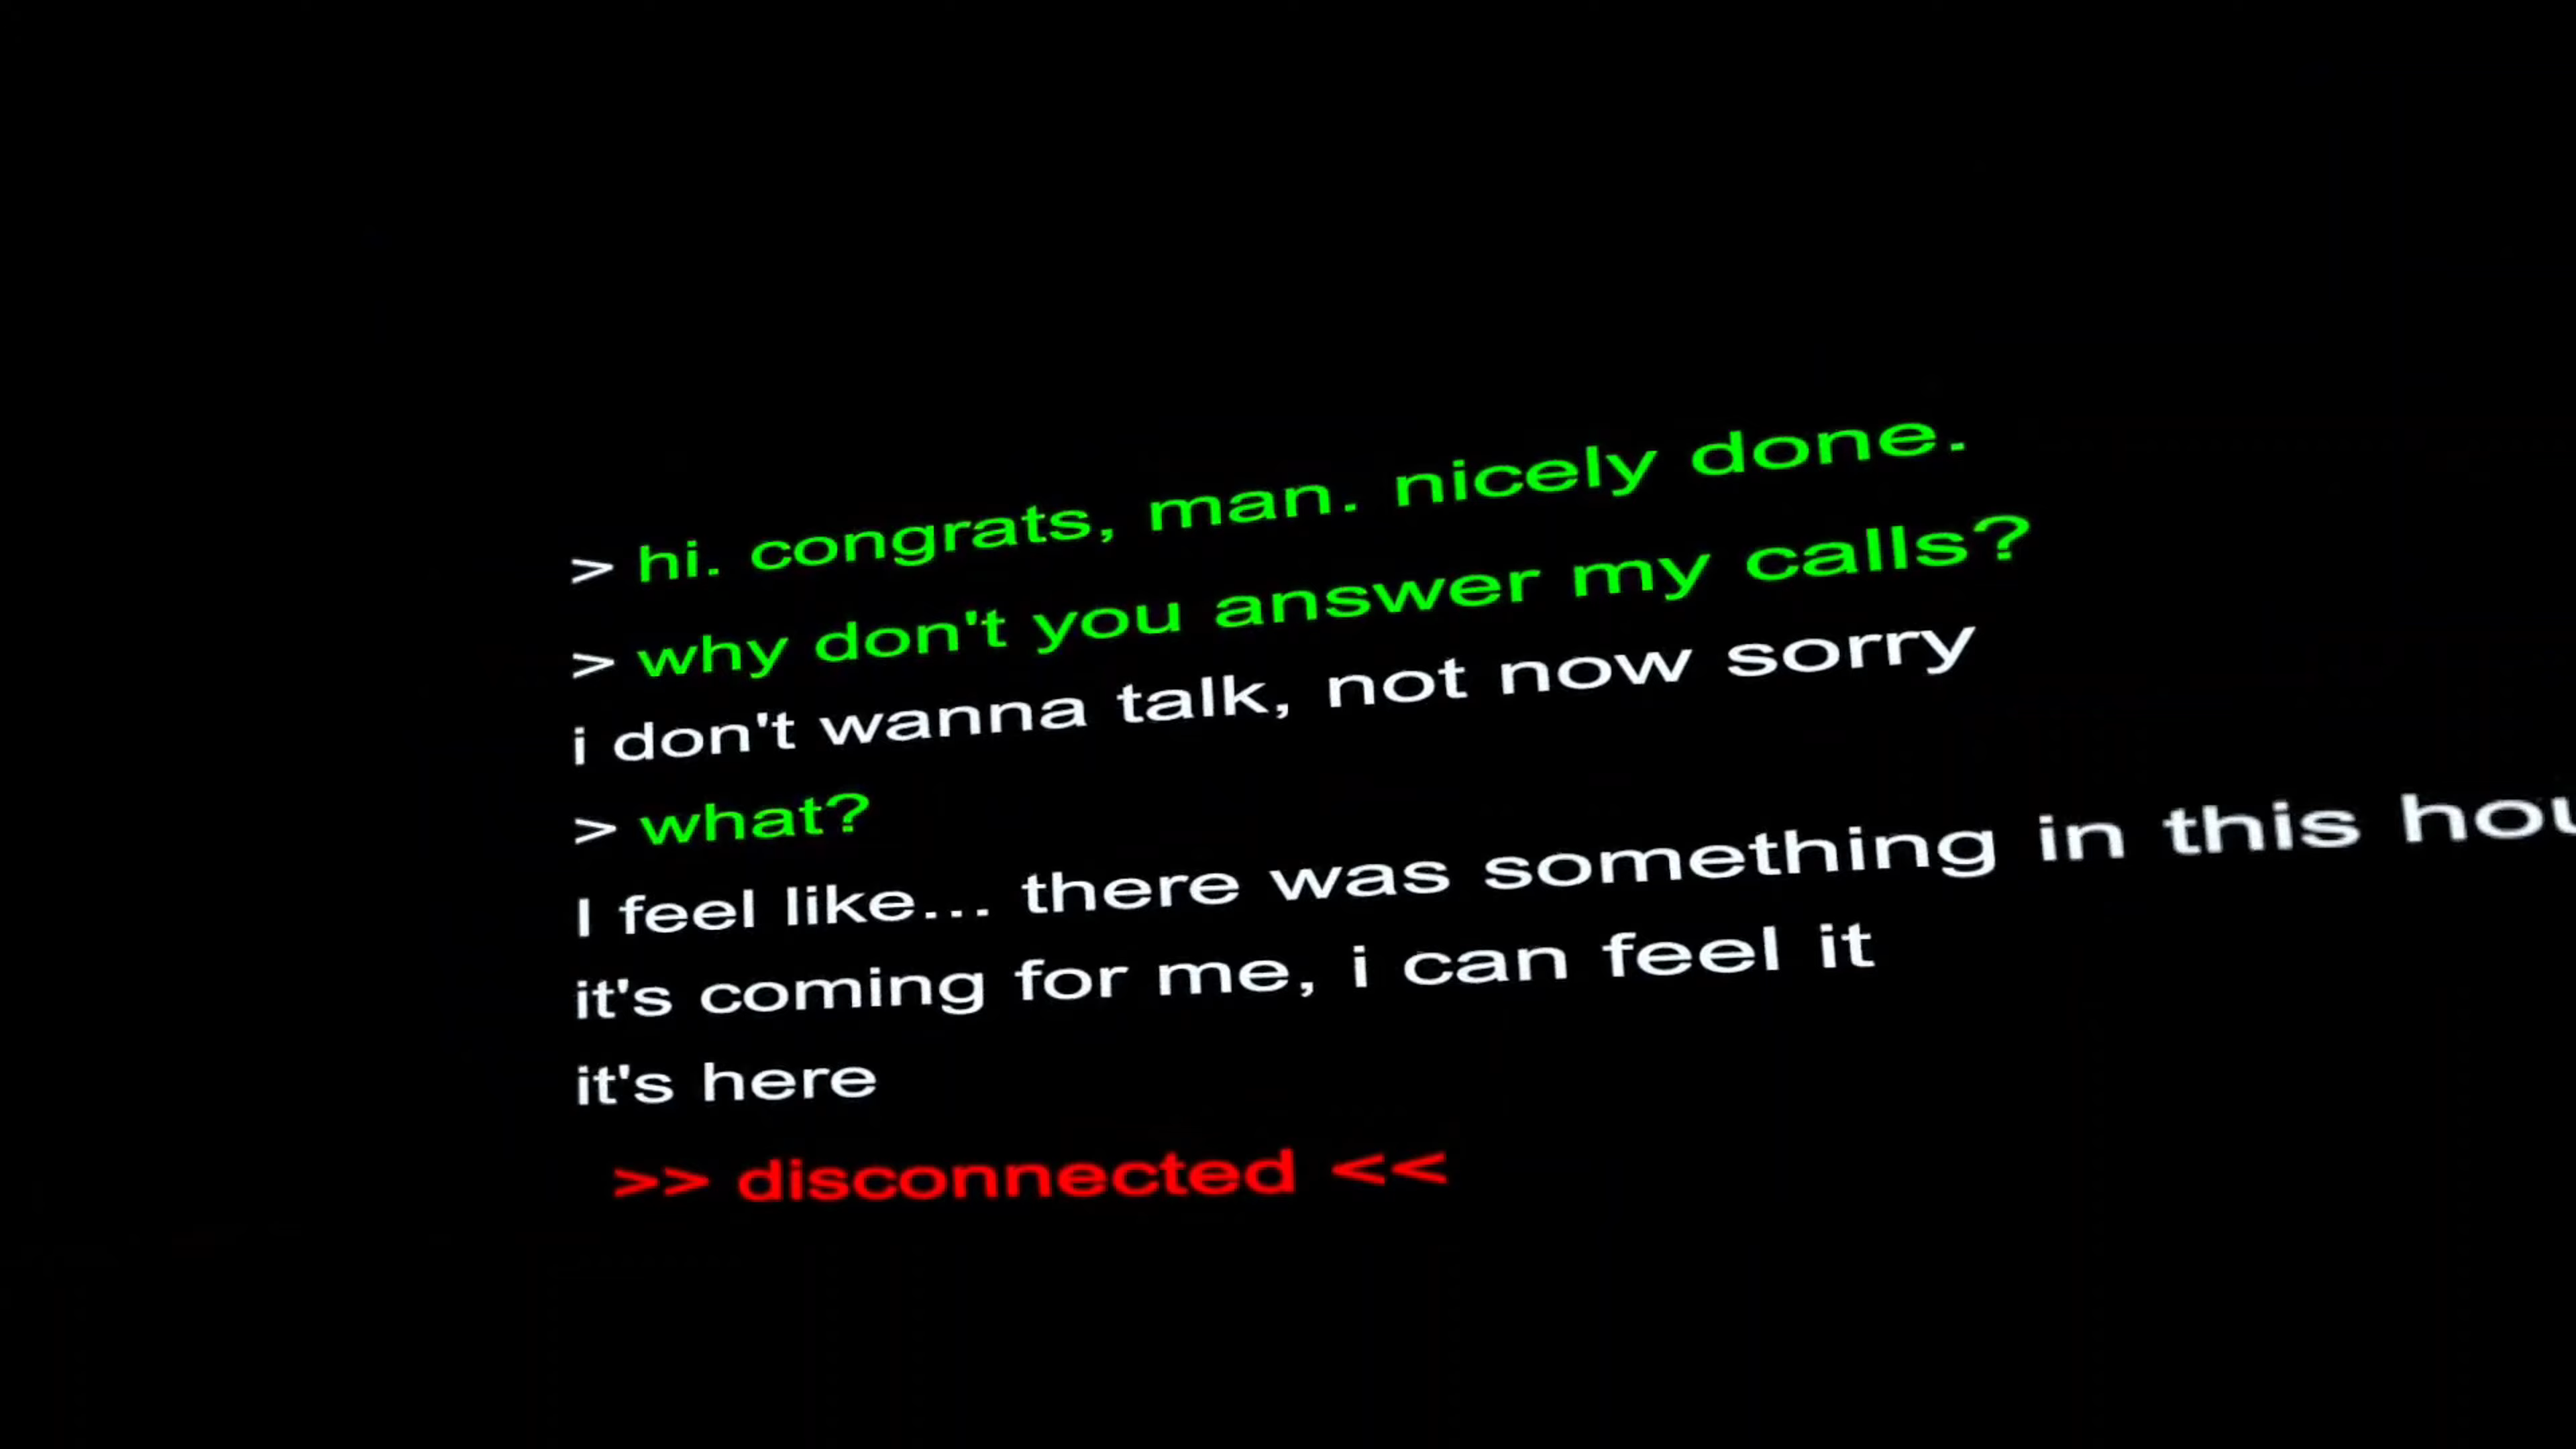 > hi. congrats, man. nicely done.
> why don't you answer my calls?
i don't wanna talk, not now sorry
> what?
I feel like... there was something in this hou
it's coming for me, i can feel it
it's here
>> disconnected <<